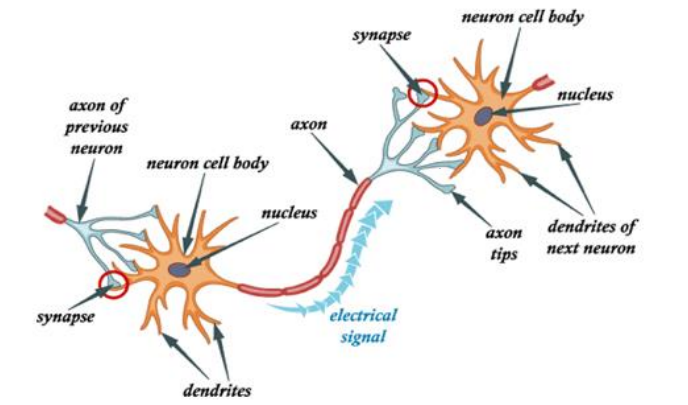 neuron cell body
synapse
nucleus
axon of
previous
neuron
axon
neuron cell body
nucleus
dendrites of
next neuron
axon
tips
synapse
electrical
signal
dendrites